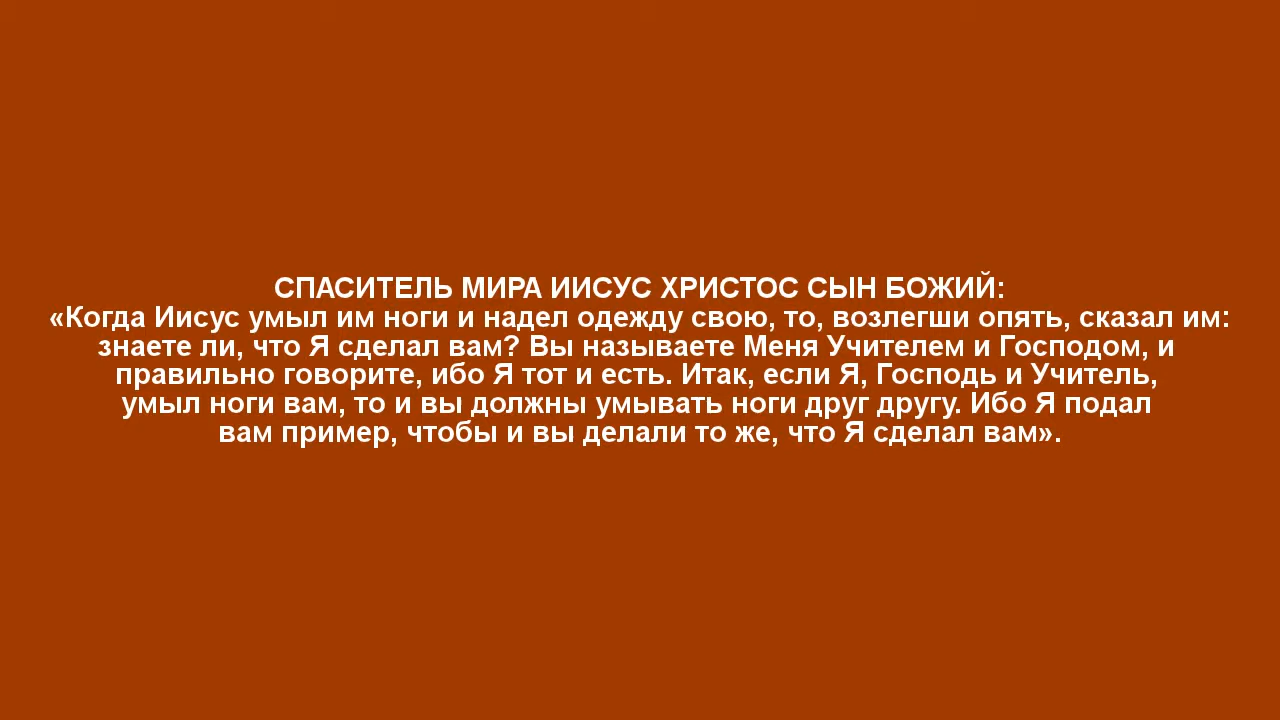 СПАСИТЕЛЬ МИРА ИИСУС ХРИСТОС СЫН БОЖИЙ:
«Когда Иисус умыл им ноги и надел одежду свою, то, возлегши опять, сказал им:
знаете ли, что Я сделал вам? Вы называете Меня Учителем и Господом, и
правильно говорите, ибо Я тот и есть. Итак, если Я, Господь и Учитель,
умыл ноги вам, то и вы должны умывать ноги друг другу. Ибо Я подал
вам пример, чтобы и вы делали то же, что Я сделал вам».